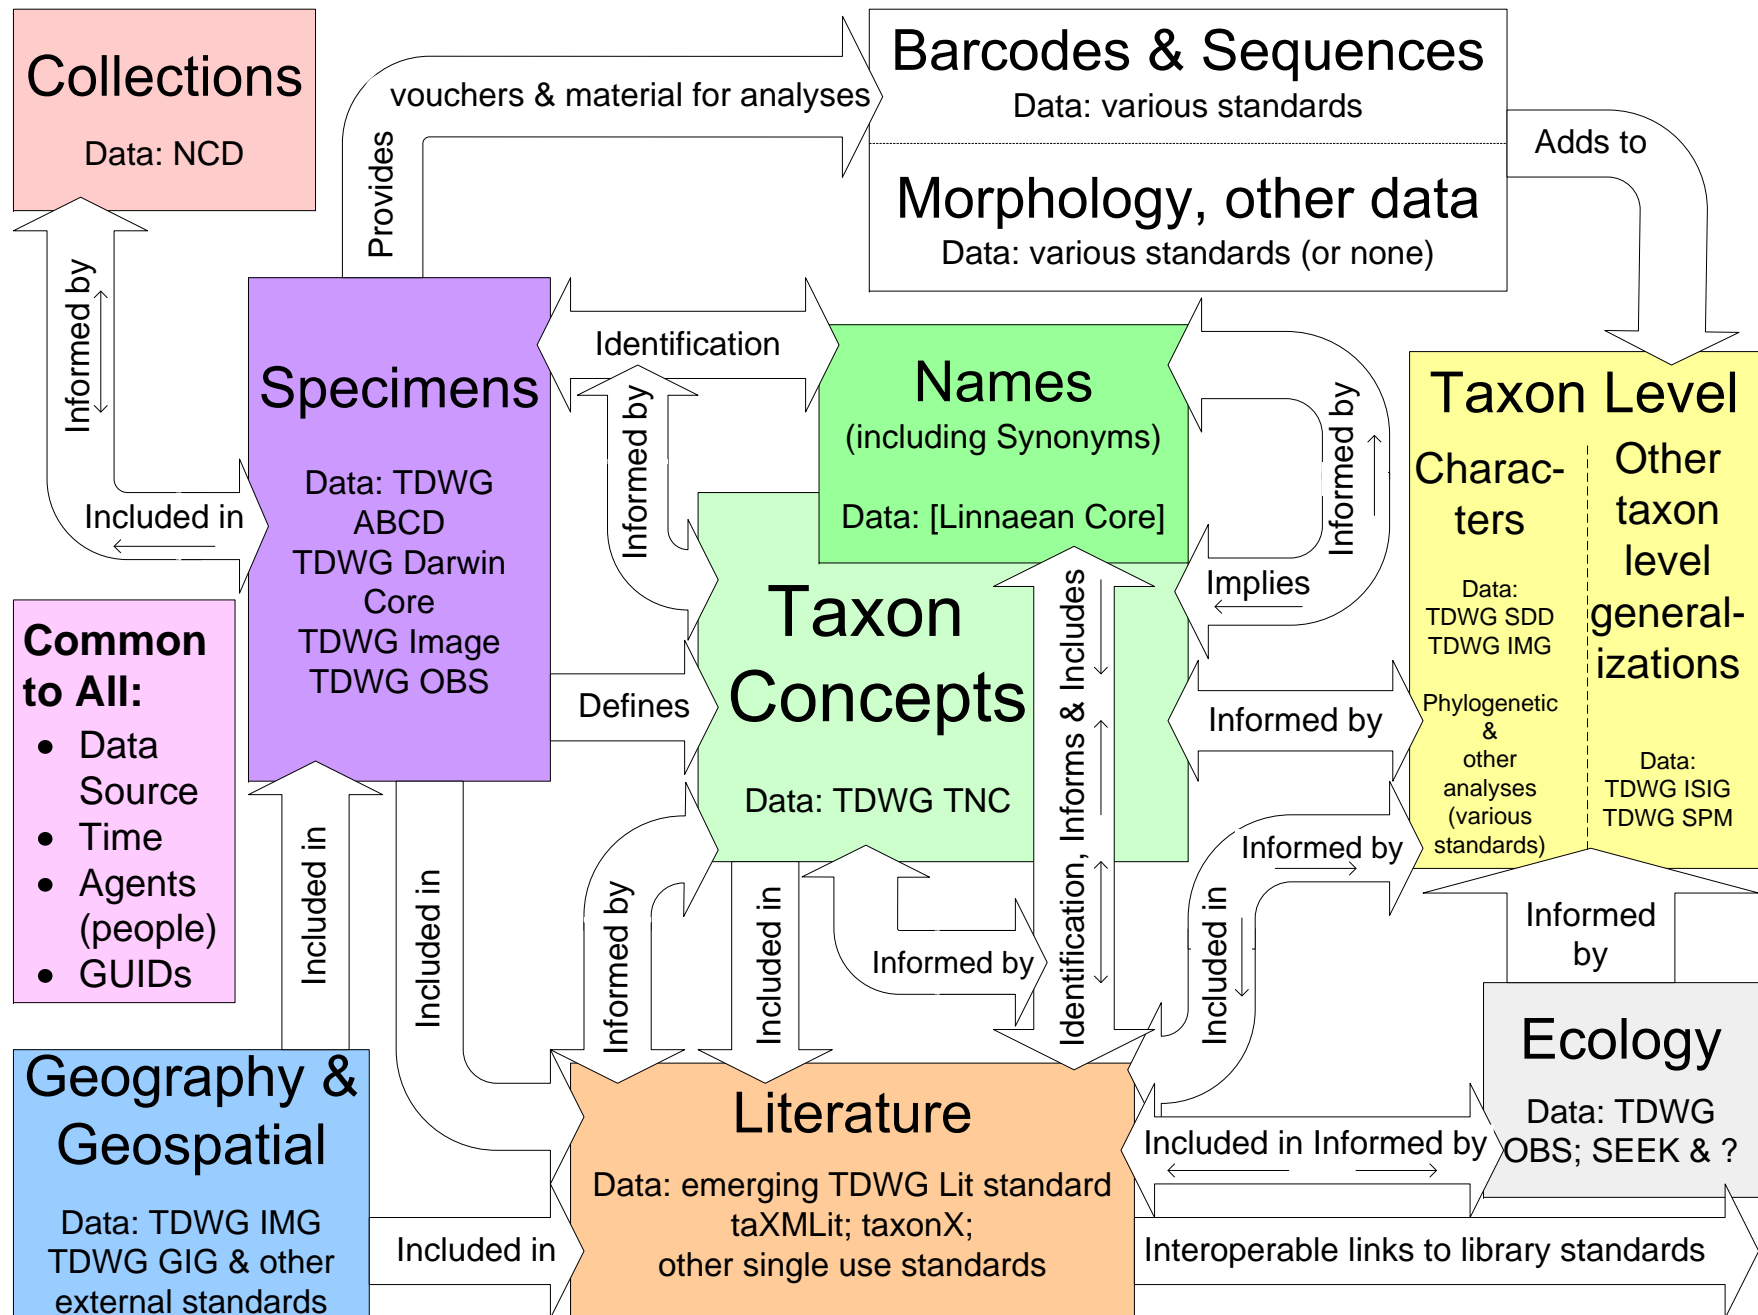 Collections
Data: NCD
Barcodes & Sequences
Data: various standards
Morphology, other data
Data: various standards (or none)
vouchers & material for analyses
Provides
Adds to
Informed by
Included in
Specimens
Data: TDWG
ABCD
TDWG Darwin
Core
TDWG Image
TDWG OBS
Identification
Informed by
Defines
Names
(including Synonyms)
Data: [Linnaean Core]
Taxon
Concepts
Data: TDWG TNC
Implies
Informed by
Informed by
Identification, Informs & Includes
Taxon Level
Charac-
ters
Data:
TDWG SDD
TDWG IMG
Phylogenetic
&
other
analyses
(various
standards)
Other
taxon
level
general-
izations
Data:
TDWG ISIG
TDWG SPM
Common
to All:
• Data
Source
• Time
• Agents
(people)
• GUIDs
Included in
Included in
Informed by
Included in
Informed by
Included in
Informed by
Informed
by
Ecology
Data: TDWG
OBS; SEEK & ?
Geography &
Geospatial
Data: TDWG IMG
TDWG GIG & other
external standards
Included in
Literature
Data: emerging TDWG Lit standard
taXMLit; taxonX;
other single use standards
Included in Informed by
Interoperable links to library standards